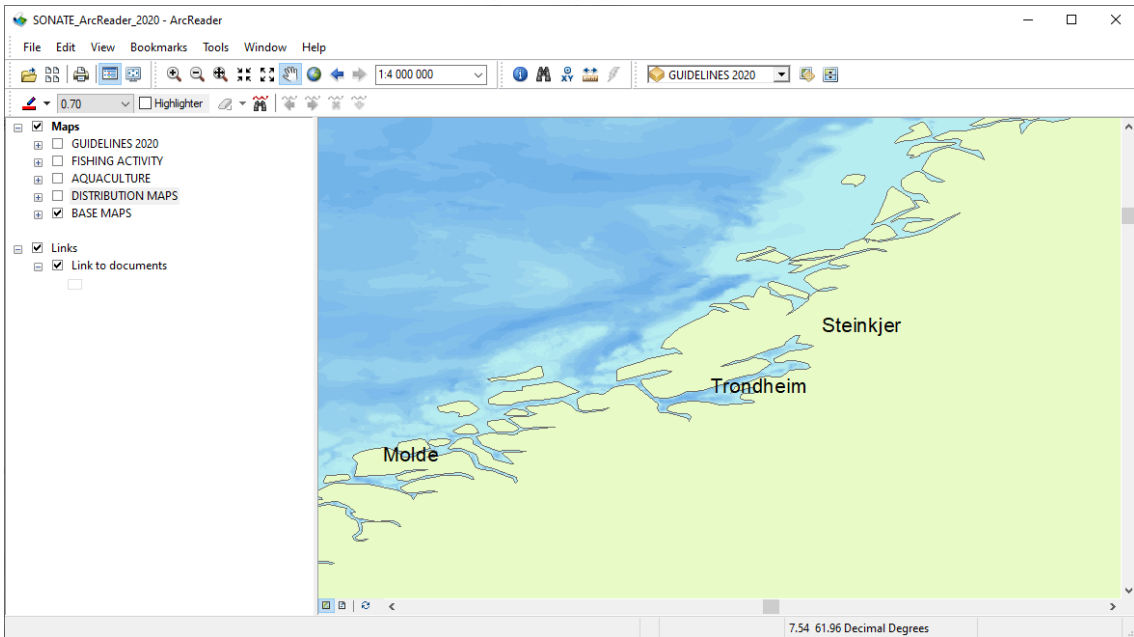 SONATE_ArcReader_2020 - ArcReader
File Edit View Bookmarks Tools Window Help
1:4 000 000 GUIDELINES 2020
0.70 Highlighter
Maps
GUIDELINES 2020
FISHING ACTIVITY
AQUACULTURE
DISTRIBUTION MAPS
BASE MAPS
Links
Link to documents
Steinkjer
Trondheim
Molde
7.54 61.96 Decimal Degrees